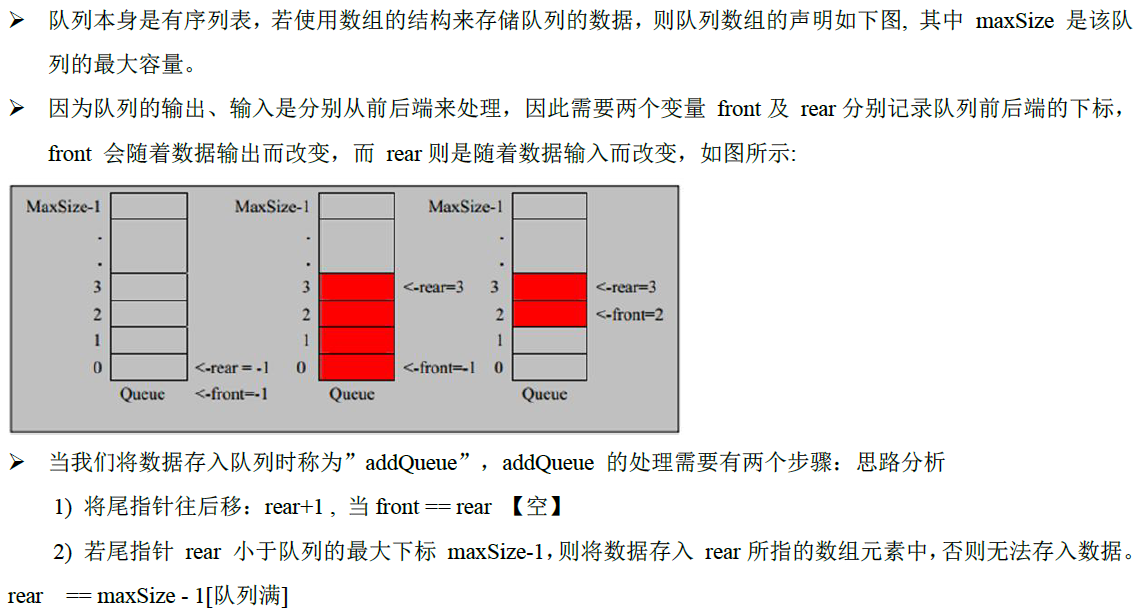 ➢ 队列本身是有序列表，若使用数组的结构来存储队列的数据，则队列数组的声明如下图, 其中 maxSize 是该队
列的最大容量。
➢ 因为队列的输出、输入是分别从前后端来处理，因此需要两个变量 front 及 rear 分别记录队列前后端的下标，
front 会随着数据输出而改变，而 rear 则是随着数据输入而改变，如图所示:
MaxSize-1 MaxSize-1 MaxSize-1
. . .
. . .
3 3 <-rear=3 3 <-rear=3
2 2 2 <-front=2
1 1 1
0 <-rear = -1 0 <-front=-1 0
Queue <-front=-1 Queue Queue
➢ 当我们将数据存入队列时称为”addQueue”，addQueue 的处理需要有两个步骤：思路分析
1) 将尾指针往后移：rear+1 , 当 front == rear 【空】
2) 若尾指针 rear 小于队列的最大下标 maxSize-1，则将数据存入 rear 所指的数组元素中，否则无法存入数据。
rear == maxSize - 1[队列满]